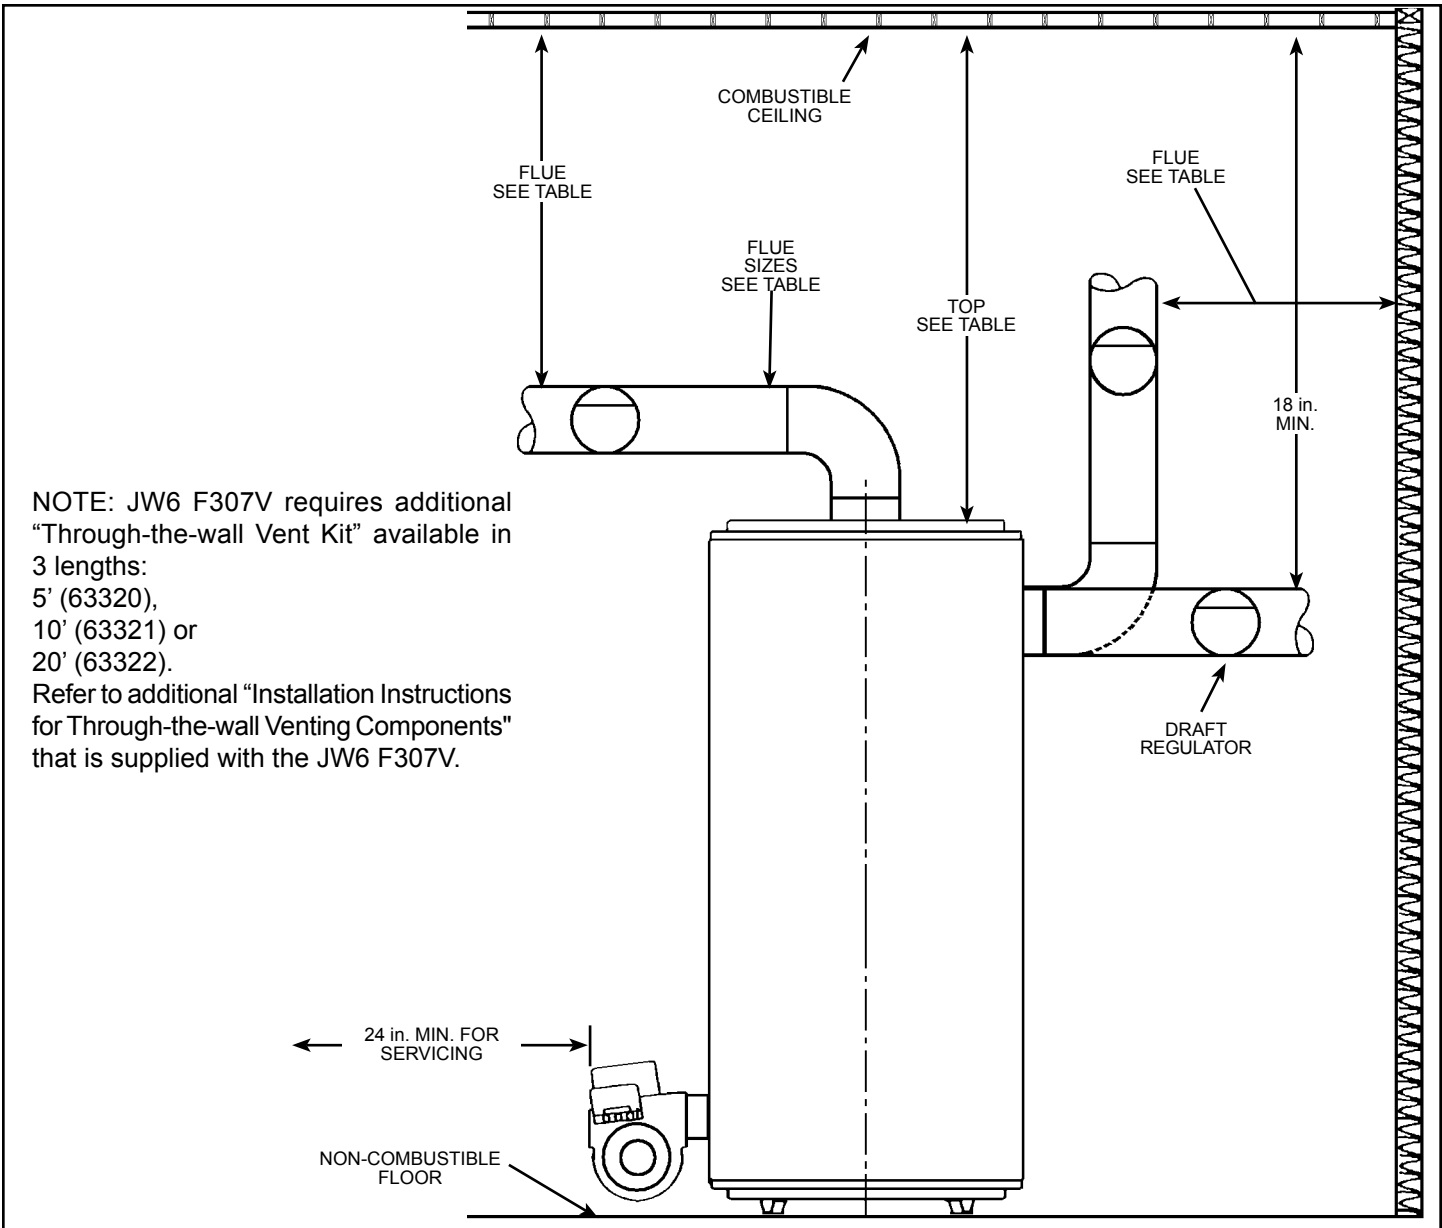 COMBUSTIBLE
CEILING
FLUE
SEE TABLE
FLUE
SEE TABLE
FLUE
SIZES
SEE TABLE
TOP
SEE TABLE
18 in.
MIN.
NOTE: JW6 F307V requires additional
“Through-the-wall Vent Kit” available in
3 lengths:
5’ (63320),
10’ (63321) or
20’ (63322).
Refer to additional “Installation Instructions
for Through-the-wall Venting Components"
that is supplied with the JW6 F307V.
DRAFT
REGULATOR
24 in. MIN. FOR
SERVICING
NON-COMBUSTIBLE
FLOOR